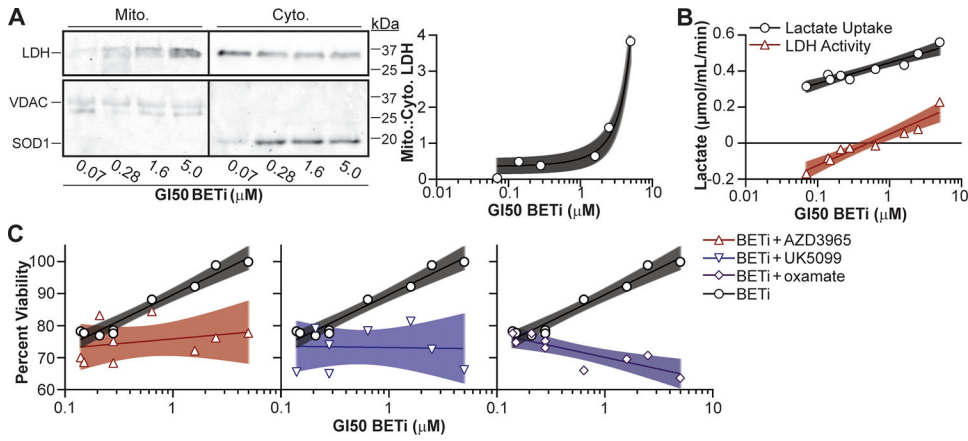 A
Mito. Cyto. kDa
LDH
37
25
VDAC
37
25
SOD1
20
0.07 0.28 1.6 5.0 0.07 0.28 1.6 5.0
GI50 BETi (μM)
Mito.:Cyto. LDH
4
3
2
1
0
0.01 0.1 1 10
GI50 BETi (μM)
B
Lactate Uptake
LDH Activity
Lactate (μmol/mL/min)
0.6
0.4
0.2
0
-0.2
0.01 0.1 1 10
GI50 BETi (μM)
C
Percent Viability
100
90
80
70
60
0.1 1 0.1 1 0.1 1 10
GI50 BETi (μM)
BETi + AZD3965
BETi + UK5099
BETi + oxamate
BETi